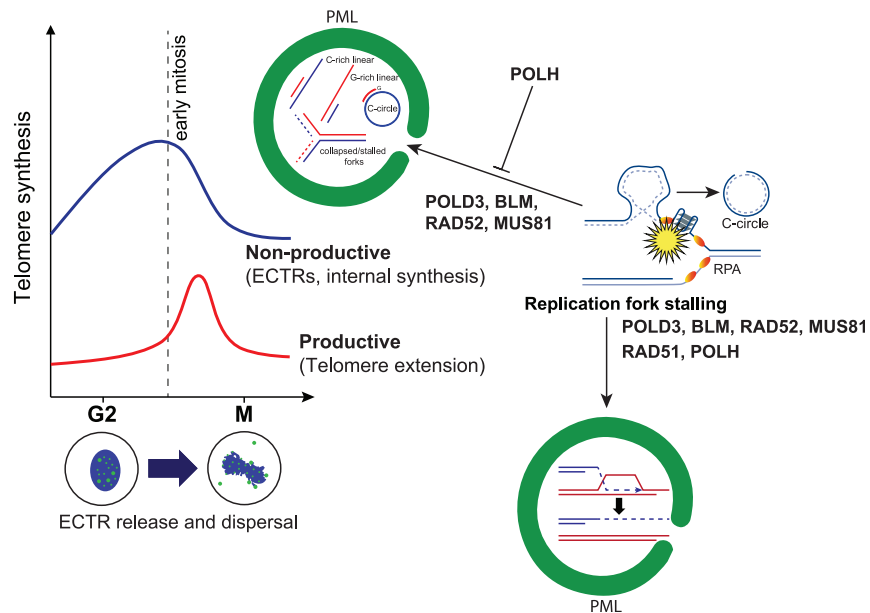 Telomere synthesis
early mitosis
Non-productive
(ECTRs, internal synthesis)
Productive
(Telomere extension)
G2
M
ECTR release and dispersal
PML
C-rich linear
G-rich linear
G
C-circle
collapsed/stalled
forks
POLH
POLD3, BLM,
RAD52, MUS81
C-circle
RPA
Replication fork stalling
POLD3, BLM, RAD52, MUS81
RAD51, POLH
PML